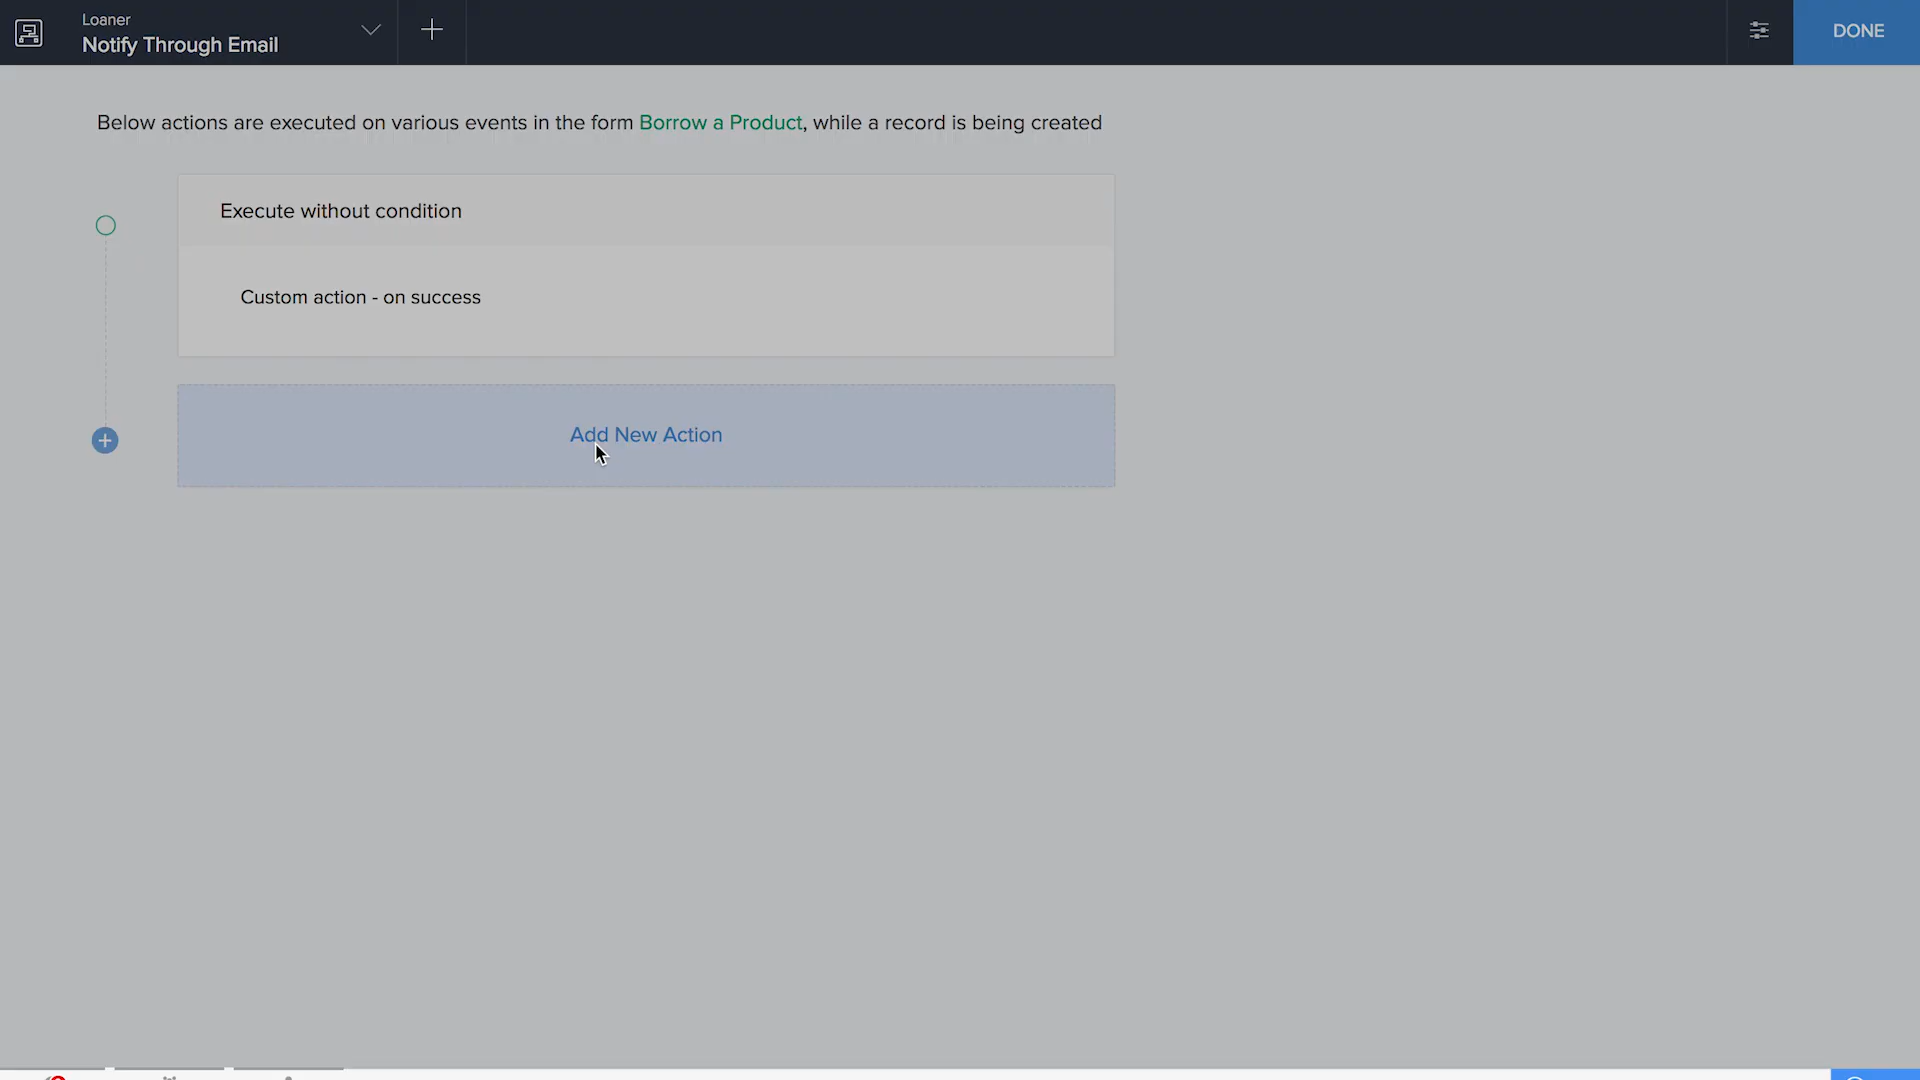 Loaner
Notify Through Email
DONE
Below actions are executed on various events in the form Borrow a Product, while a record is being created
Execute without condition
Custom action - on success
Add New Action